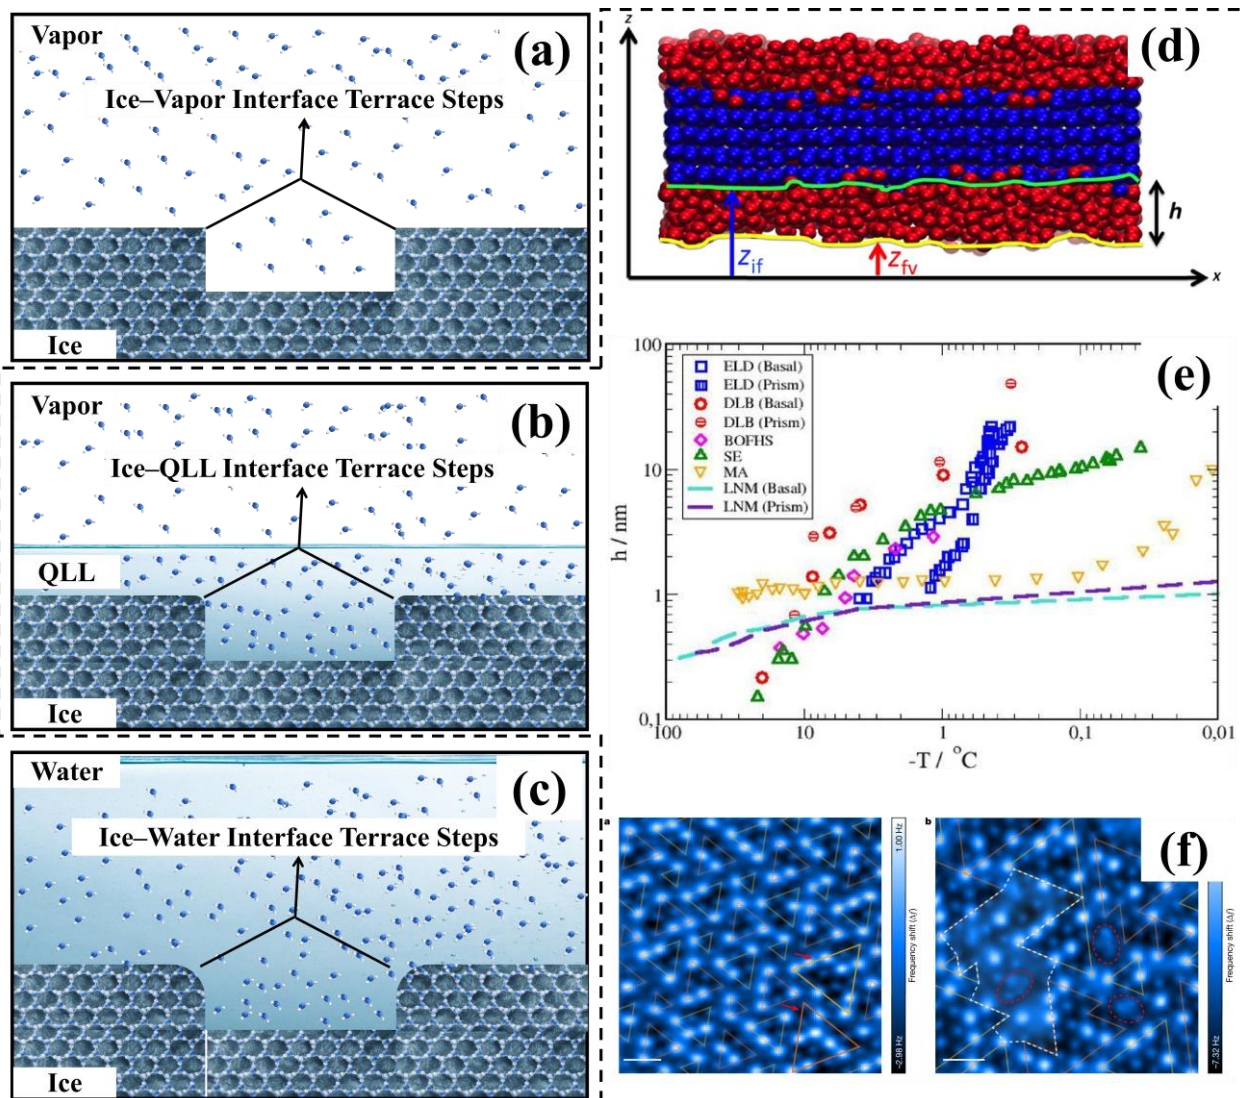 Vapor
(a)
Ice–Vapor Interface Terrace Steps
Ice
Vapor
(b)
Ice–QLL Interface Terrace Steps
QLL
Ice
Water
(c)
Ice–Water Interface Terrace Steps
Ice
z
(d)
h
zif
zfv
x
(e)
h / nm
100
10
1
0,1
ELD (Basal)
ELD (Prism)
DLB (Basal)
DLB (Prism)
BOFHS
SE
MA
LNM (Basal)
LNM (Prism)
100
10
1
0,1
0,01
-T / °C
a
1.00 Hz
Frequency shift (Δf)
–2.98 Hz
b
(f)
Frequency shift (Δf)
–7.32 Hz